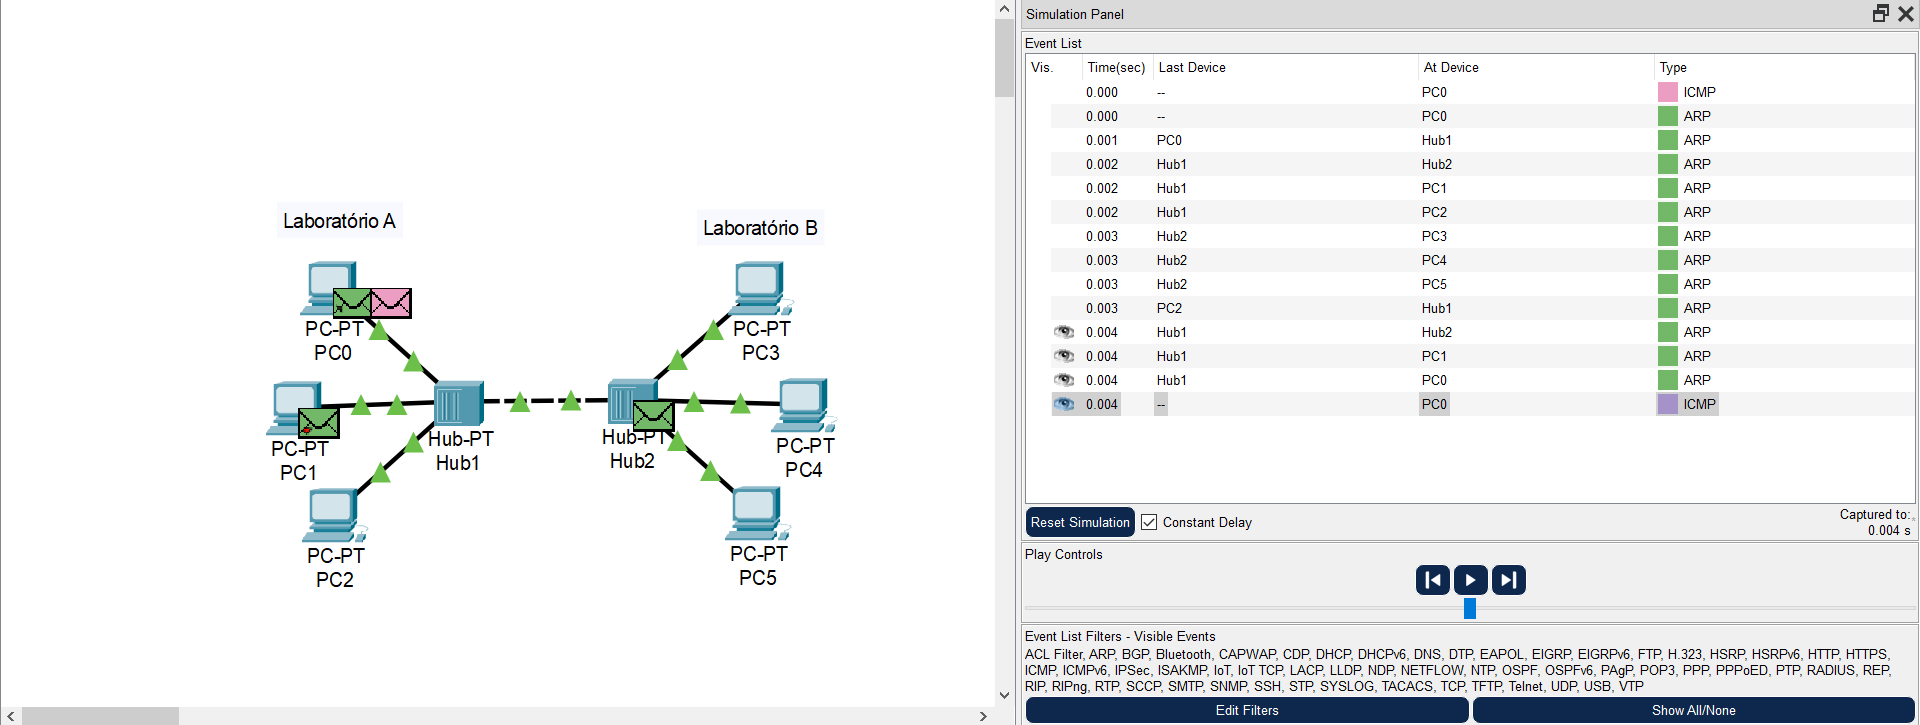 Laboratório A
Laboratório B
PC-PT
PC0
PC-PT
PC3
PC-PT
PC1
Hub-PT
Hub1
Hub-PT
Hub2
PC-PT
PC4
PC-PT
PC2
PC-PT
PC5
Simulation Panel
Event List
Vis. Time(sec) Last Device At Device Type
0.000 -- PC0 ICMP
0.000 -- PC0 ARP
0.001 PC0 Hub1 ARP
0.002 Hub1 Hub2 ARP
0.002 Hub1 PC1 ARP
0.002 Hub1 PC2 ARP
0.003 Hub2 PC3 ARP
0.003 Hub2 PC4 ARP
0.003 Hub2 PC5 ARP
0.003 PC2 Hub1 ARP
0.004 Hub1 Hub2 ARP
0.004 Hub1 PC1 ARP
0.004 Hub1 PC0 ARP
0.004 -- PC0 ICMP
Reset Simulation Constant Delay
Captured to:
0.004 s
Play Controls
Event List Filters - Visible Events
ACL Filter, ARP, BGP, Bluetooth, CAPWAP, CDP, DHCP, DHCPv6, DNS, DTP, EAPOL, EIGRP, EIGRPv6, FTP, H.323, HSRP, HSRPv6, HTTP, HTTPS,
ICMP, ICMPv6, IPSec, ISAKMP, IoT, IoT TCP, LACP, LLDP, NDP, NETFLOW, NTP, OSPF, OSPFv6, PAgP, POP3, PPP, PPPoED, PTP, RADIUS, REP,
RIP, RIPng, RTP, SCCP, SMTP, SNMP, SSH, STP, SYSLOG, TACACS, TCP, TFTP, Telnet, UDP, USB, VTP
Edit Filters
Show All/None